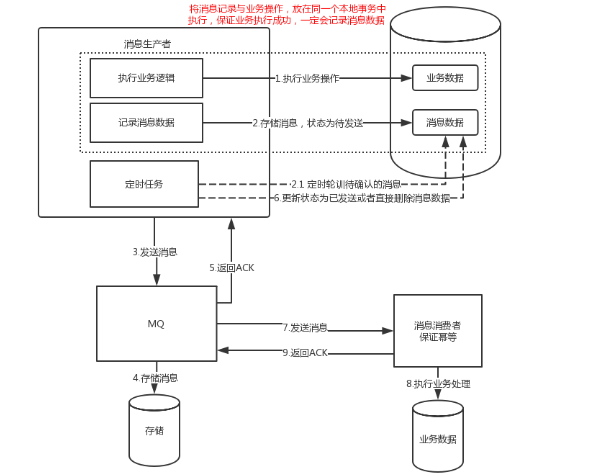 将消息记录与业务操作，放在同一个本地事务中
执行，保证业务执行成功，一定会记录消息数据
消息生产者
执行业务逻辑
1.执行业务操作
业务数据
记录消息数据
2.存储消息，状态为待发送
消息数据
定时任务
2.1 定时轮训待确认的消息
6.更新状态为已发送或者直接删除消息数据
3.发送消息
5.返回ACK
MQ
7.发送消息
消息消费者
保证幂等
9.返回ACK
4.存储消息
8.执行业务处理
存储
业务数据